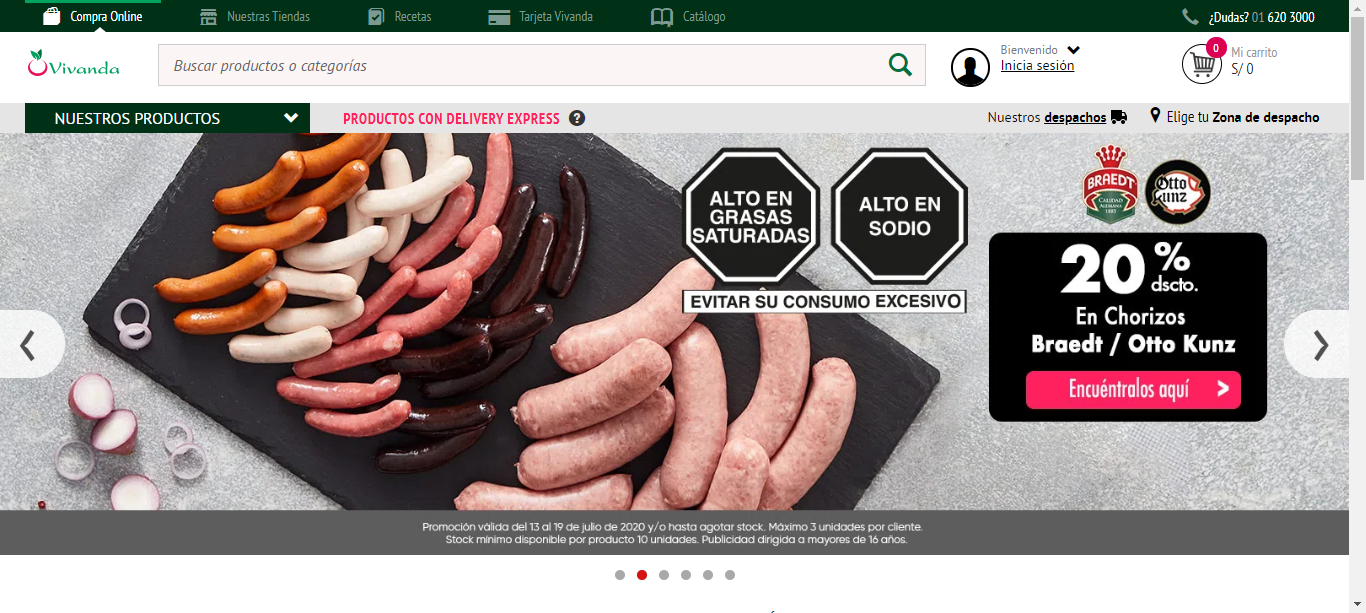 Compra Online
Nuestras Tiendas
Recetas
Tarjeta Vivanda
Catálogo
¿Dudas? 01 620 3000
Vivanda
Buscar productos o categorías
Bienvenido
Inicia sesión
0
Mi carrito
S/ 0
NUESTROS PRODUCTOS
PRODUCTOS CON DELIVERY EXPRESS ?
Nuestros despachos
Elige tu Zona de despacho
ALTO EN
GRASAS
SATURADAS
ALTO EN
SODIO
EVITAR SU CONSUMO EXCESIVO
BRAEDT
CALIDAD
ALEMANA
Otto
Kunz
20%
dscto.
En Chorizos
Braedt / Otto Kunz
Encuéntralos aquí >
Promoción válida del 13 al 19 de julio de 2020 y/o hasta agotar stock. Máximo 3 unidades por cliente.
Stock mínimo disponible por producto 10 unidades. Publicidad dirigida a mayores de 16 años.